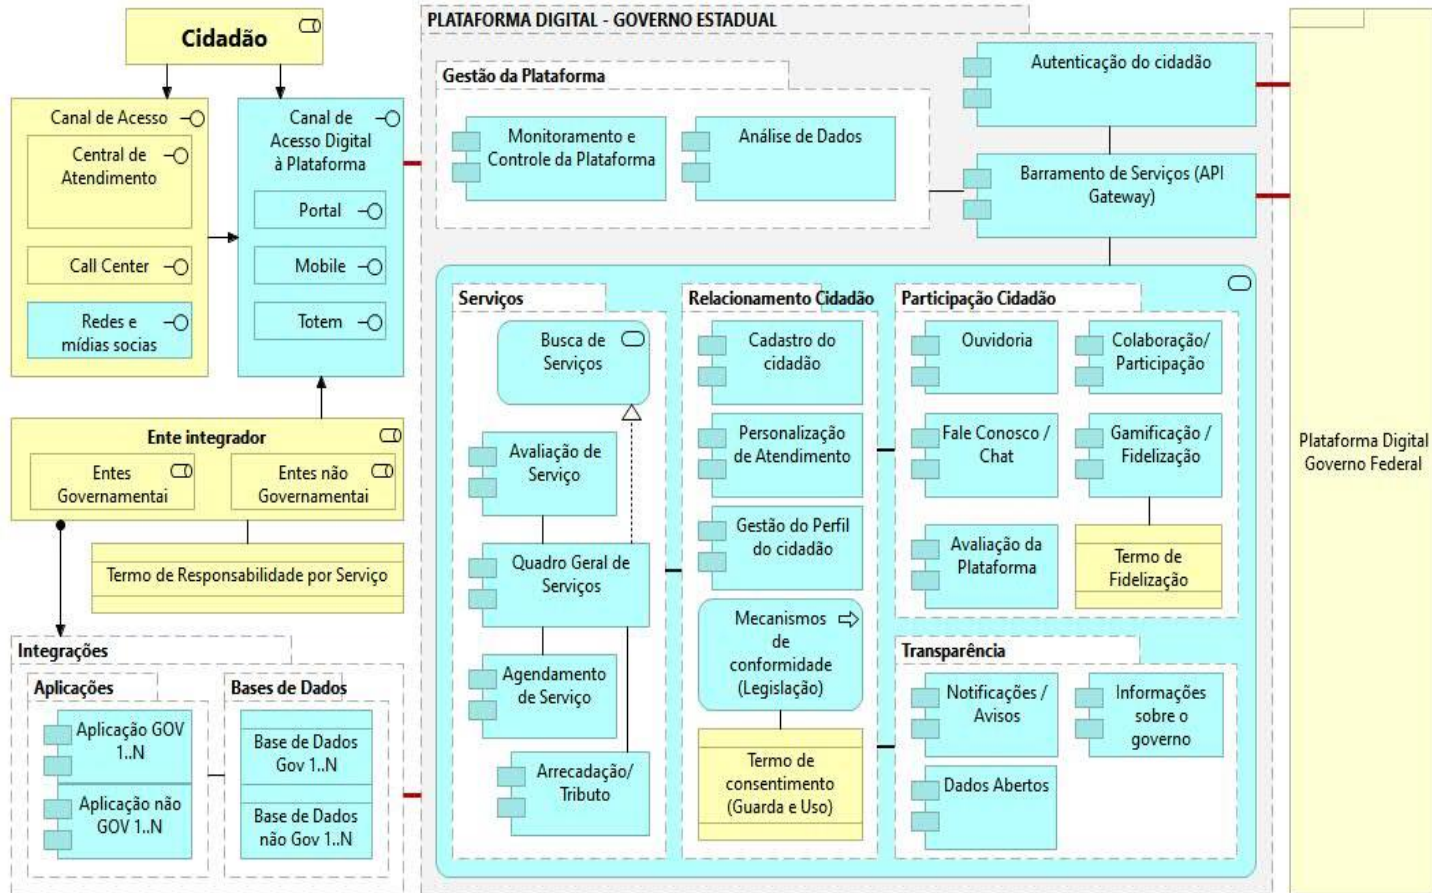 PLATAFORMA DIGITAL - GOVERNO ESTADUAL
Cidadão
Canal de Acesso
Central de
Atendimento
Call Center
Redes e
mídias socias
Canal de
Acesso Digital
à Plataforma
Portal
Mobile
Totem
Ente integrador
Entes
Governamentai
Entes não
Governamentai
Termo de Responsabilidade por Serviço
Integrações
Aplicações
Aplicação GOV
1..N
Aplicação não
GOV 1..N
Bases de Dados
Base de Dados
Gov 1..N
Base de Dados
não Gov 1..N
Gestão da Plataforma
Monitoramento e
Controle da Plataforma
Análise de Dados
Autenticação do cidadão
Barramento de Serviços (API
Gateway)
Serviços
Busca de
Serviços
Avaliação de
Serviço
Quadro Geral de
Serviços
Agendamento
de Serviço
Arrecadação/
Tributo
Relacionamento Cidadão
Cadastro do
cidadão
Personalização
de Atendimento
Gestão do Perfil
do cidadão
Mecanismos
de
conformidade
(Legislação)
Termo de
consentimento
(Guarda e Uso)
Participação Cidadão
Ouvidoria
Colaboração/
Participação
Fale Conosco /
Chat
Gamificação /
Fidelização
Avaliação da
Plataforma
Termo de
Fidelização
Transparência
Notificações /
Avisos
Informações
sobre o
governo
Dados Abertos
Plataforma Digital
Governo Federal